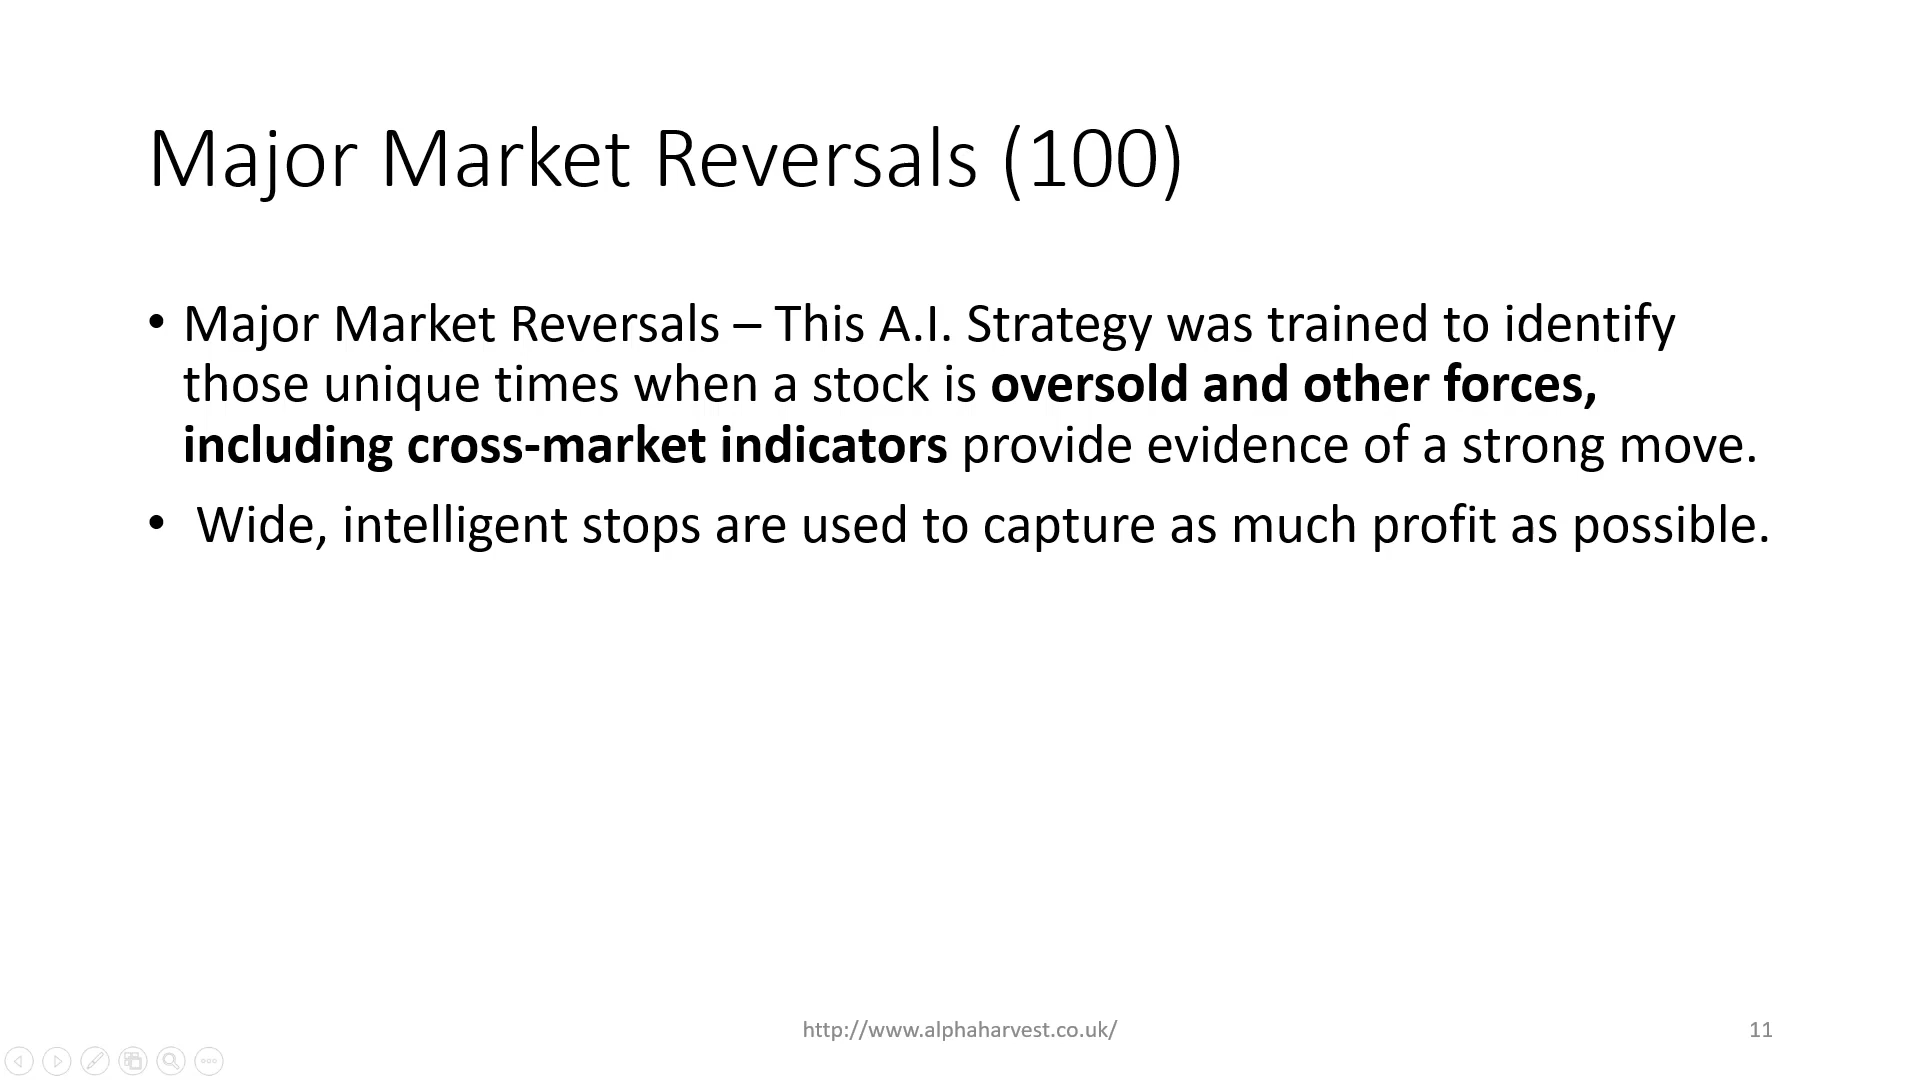 Major Market Reversals (100)
• Major Market Reversals – This A.I. Strategy was trained to identify
those unique times when a stock is oversold and other forces,
including cross-market indicators provide evidence of a strong move.
• Wide, intelligent stops are used to capture as much profit as possible.
http://www.alphaharvest.co.uk/
11